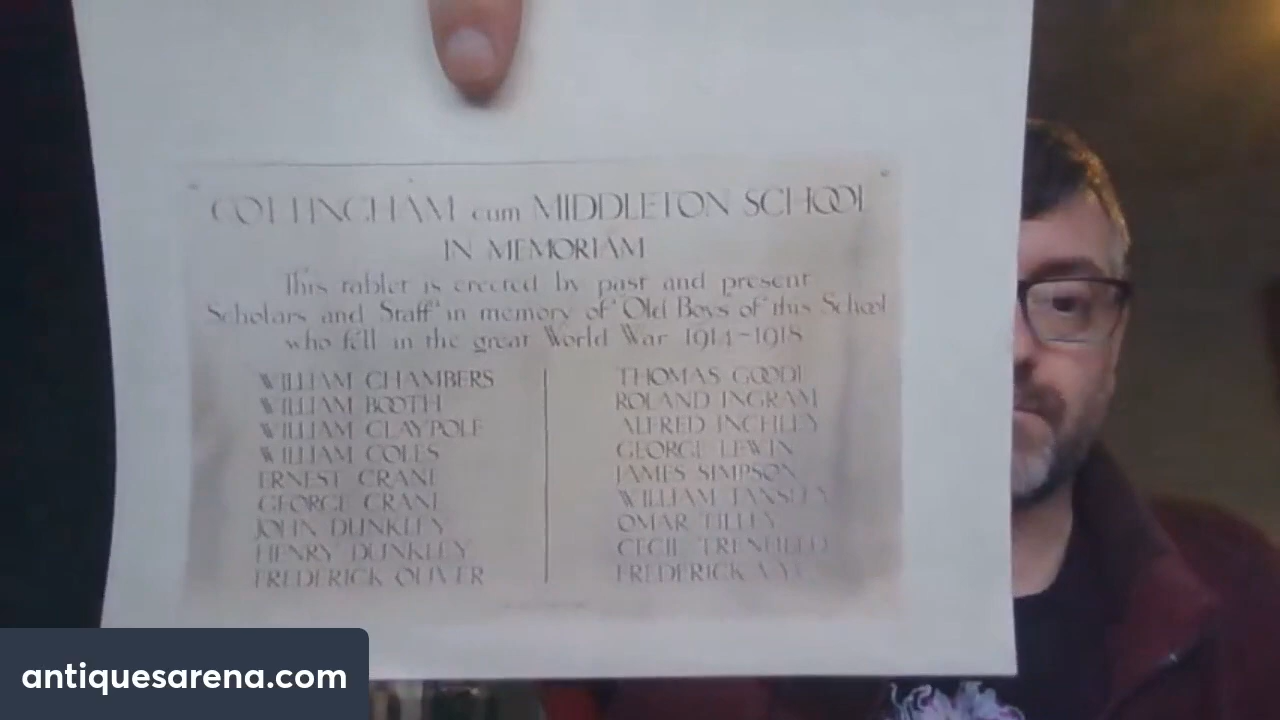 COTTINGHAM cum MIDDLETON SCHOOL
IN MEMORIAM
This tablet is erected by past and present
Scholars and Staff in memory of Old Boys of this School
who fell in the great World War 1914-1918
WILLIAM CHAMBERS
WILLIAM BOOTH
WILLIAM CLAYPOLE
WILLIAM COLES
ERNEST CRANE
GEORGE CRANE
JOHN DUNKLEY
HENRY DUNKLEY
FREDERICK OLIVER
THOMAS GOODE
ROLAND INGRAM
ALFRED INCHLEY
GEORGE LEWIN
JAMES SIMPSON
WILLIAM TANSLEY
OMAR TILLEY
CECIL TRENFIELD
FREDERICK
antiquesarena.com